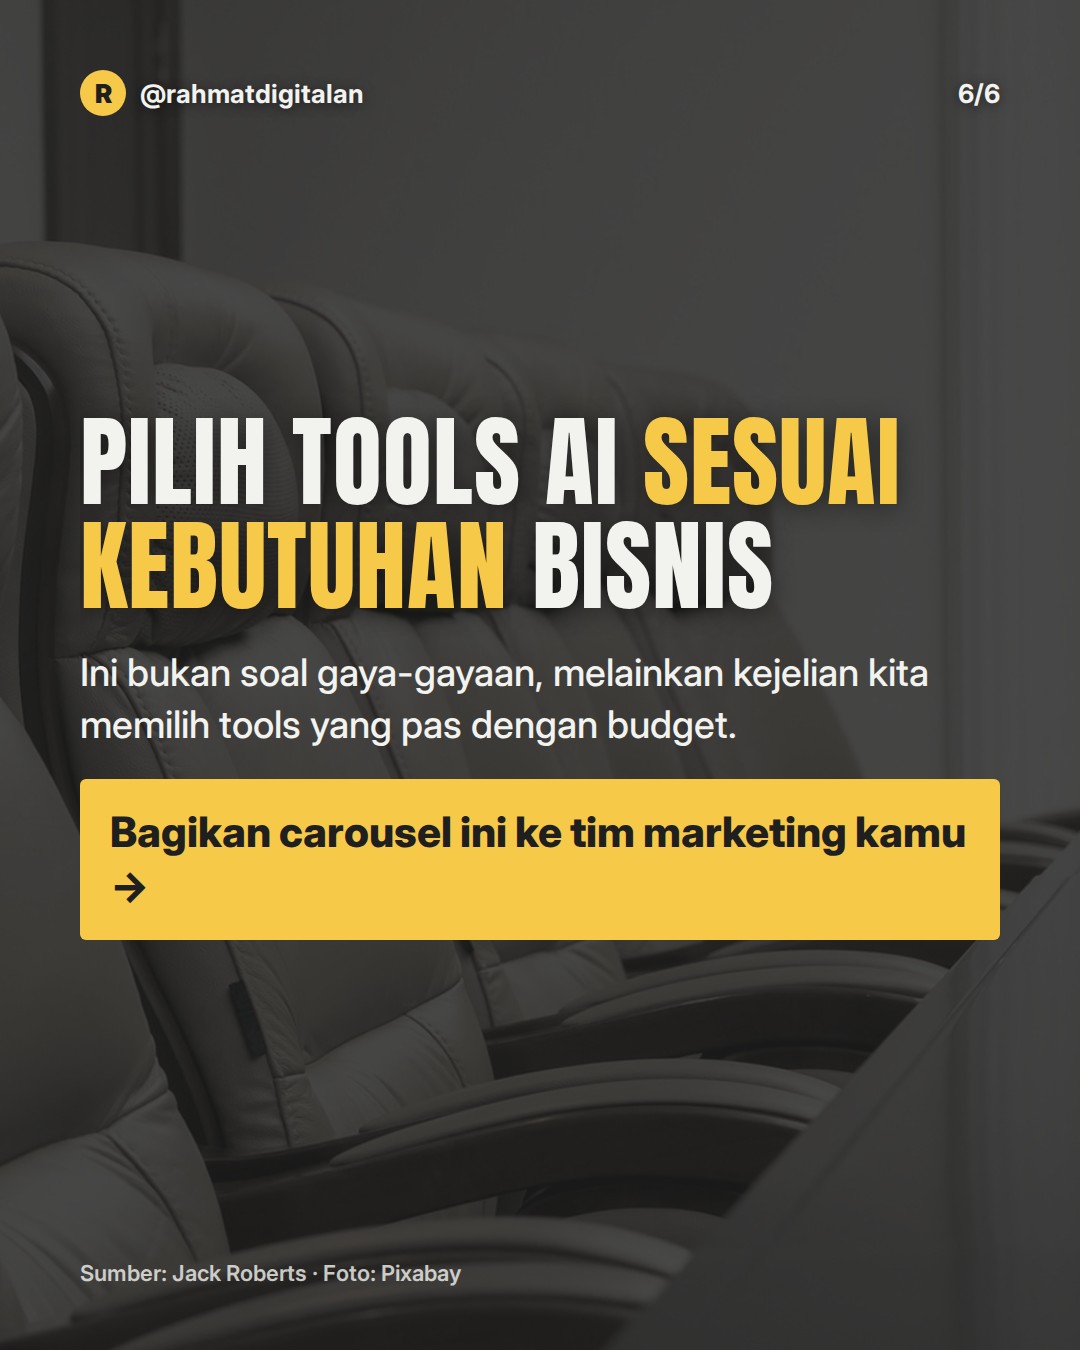 R @rahmatdigitalan 6/6
PILIH TOOLS AI SESUAI
KEBUTUHAN BISNIS
Ini bukan soal gaya-gayaan, melainkan kejelian kita
memilih tools yang pas dengan budget.
Bagikan carousel ini ke tim marketing kamu
→
Sumber: Jack Roberts · Foto: Pixabay